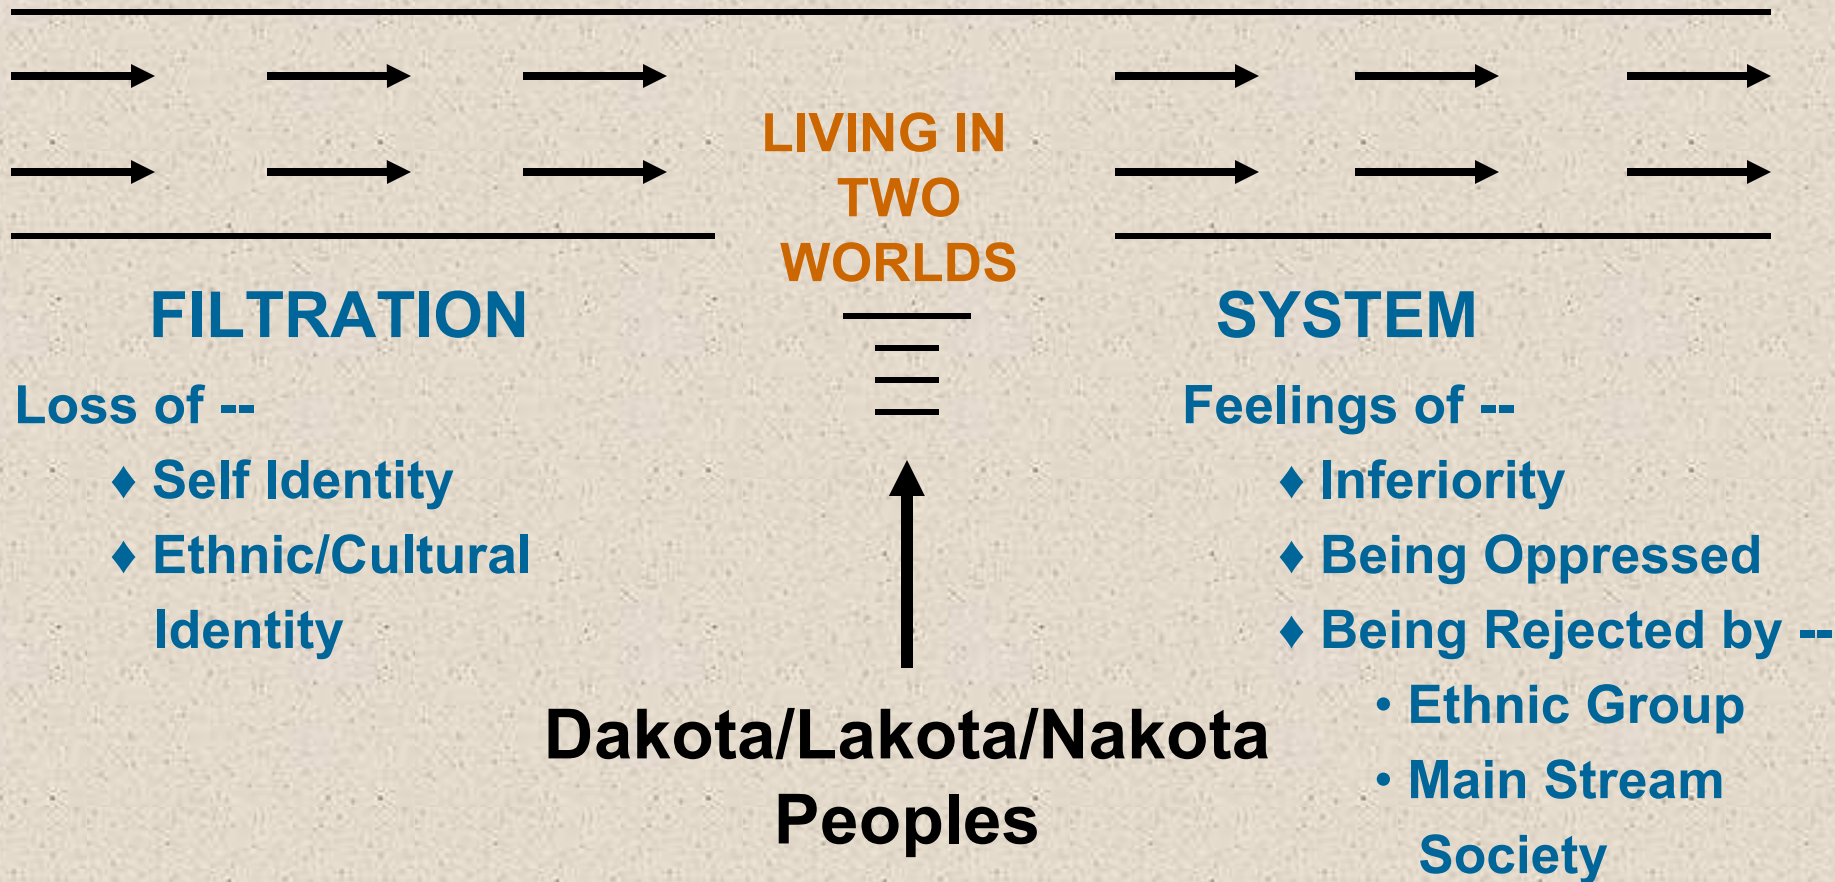 LIVING IN
TWO
WORLDS
FILTRATION
SYSTEM
Loss of --
♦ Self Identity
♦ Ethnic/Cultural
Identity
Feelings of --
♦ Inferiority
♦ Being Oppressed
♦ Being Rejected by --
• Ethnic Group
• Main Stream
Society
Dakota/Lakota/Nakota
Peoples